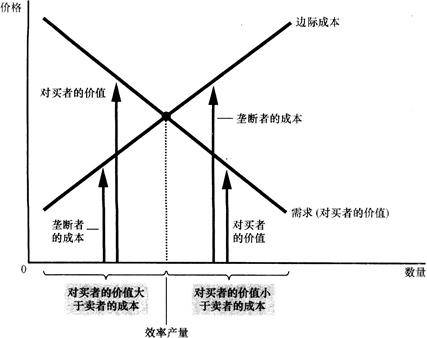 价格
边际成本
对买者的价值
垄断者的成本
垄断者
的成本
对买者
的价值
需求(对买者的价值)
0
数量
对买者的价值大
于卖者的成本
对买者的价值小
于卖者的成本
效率产量